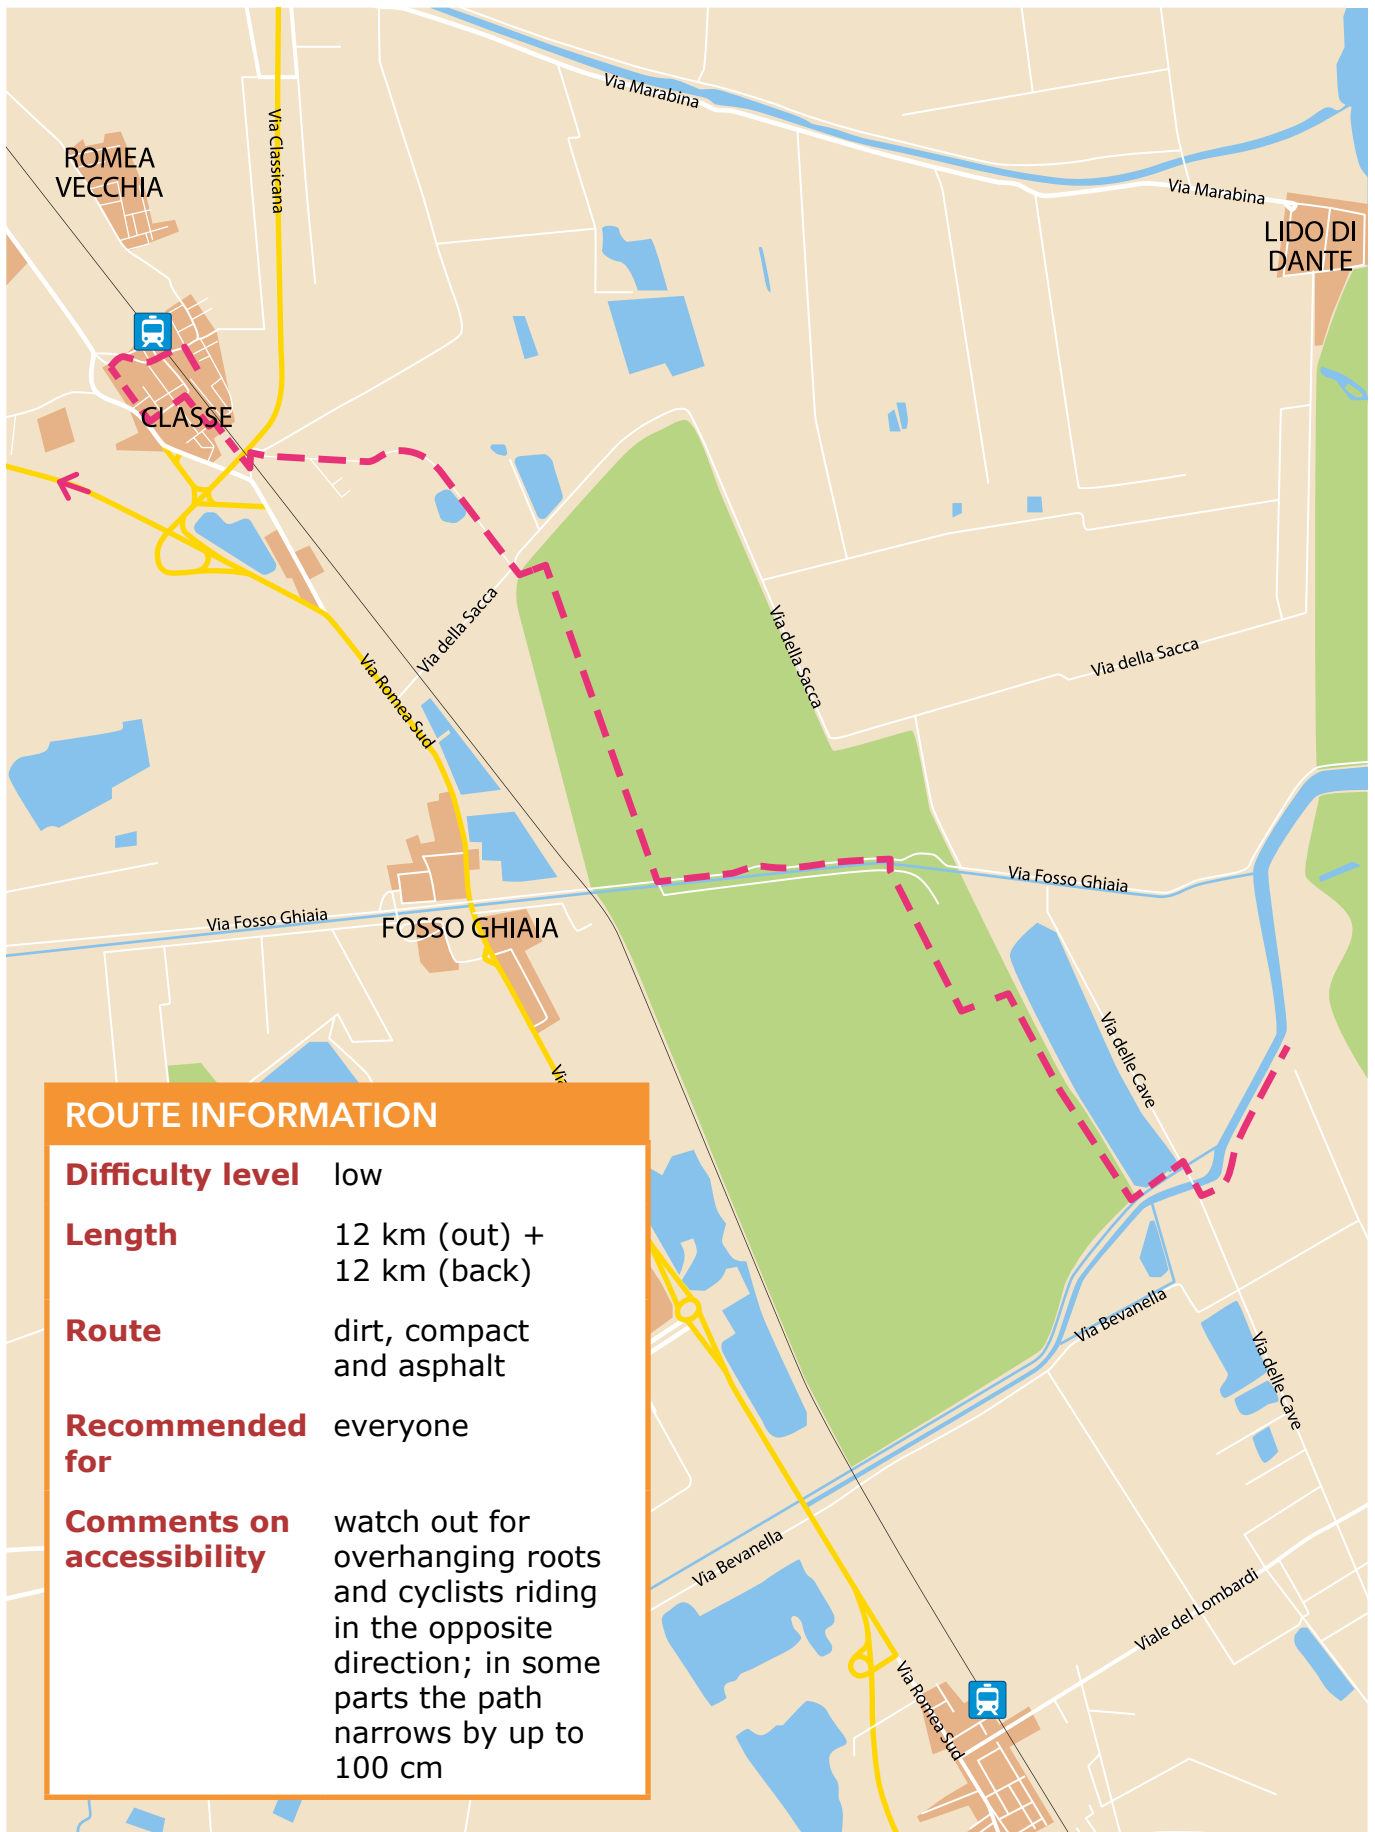 Via Marabina
Via Classicana
ROMEA
VECCHIA
Via Marabina
LIDO DI
DANTE
CLASSE
Via della Sacca
Via della Sacca
Via della Sacca
Via Romea Sud
Via Fosso Ghiaia
Via Fosso Ghiaia
FOSSO GHIAIA
Via delle Cave
Via
ROUTE INFORMATION
Difficulty level low
Length 12 km (out) +
12 km (back)
Route dirt, compact
and asphalt
Recommended everyone
for
Comments on watch out for
accessibility overhanging roots
and cyclists riding
in the opposite
direction; in some
parts the path
narrows by up to
100 cm
Via Bevanella
Via delle Cave
Via Bevanella
Viale del Lombardi
Via Romea Sud